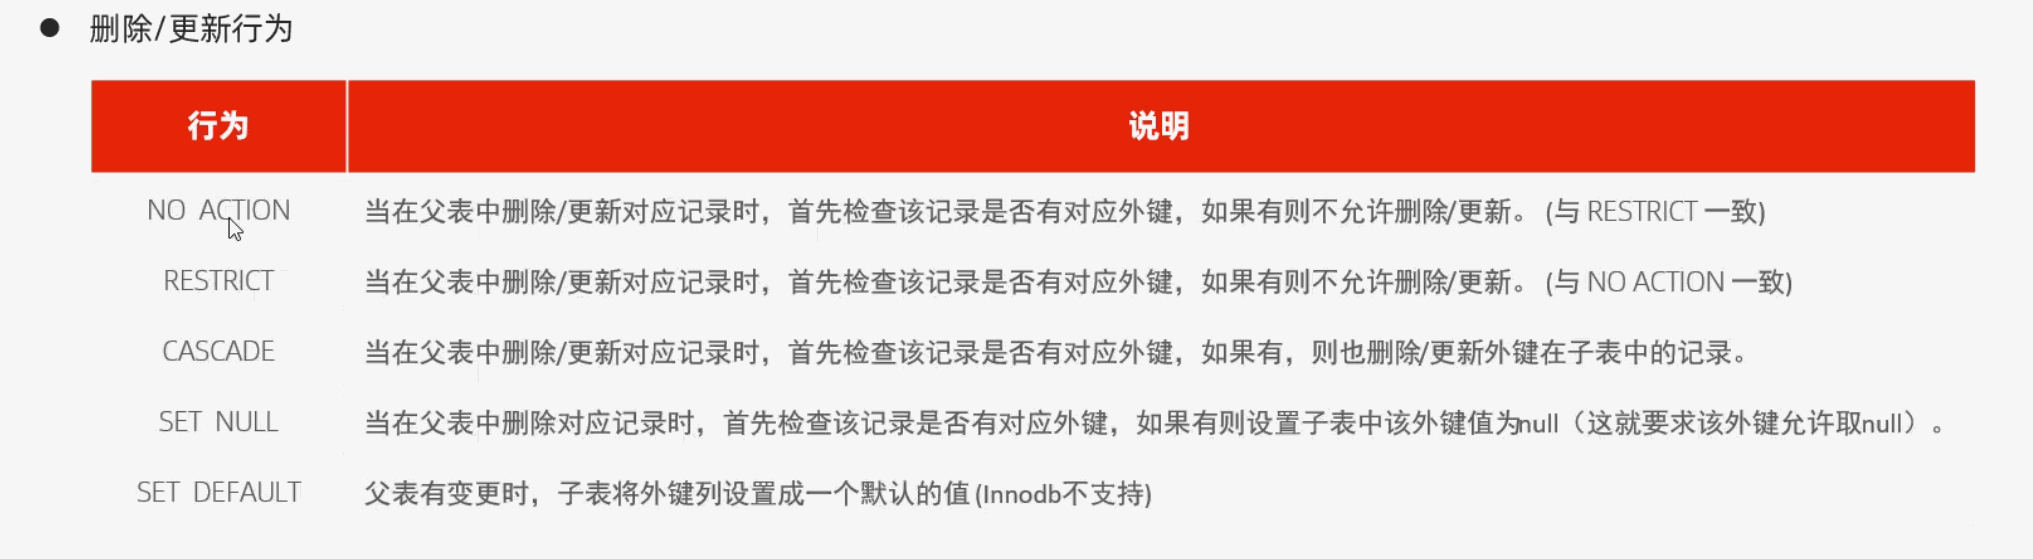 删除/更新行为
行为 说明
NO ACTION 当在父表中删除/更新对应记录时，首先检查该记录是否有对应外键，如果有则不允许删除/更新。 (与 RESTRICT 一致)
RESTRICT 当在父表中删除/更新对应记录时，首先检查该记录是否有对应外键，如果有则不允许删除/更新。 (与 NO ACTION 一致)
CASCADE 当在父表中删除/更新对应记录时，首先检查该记录是否有对应外键，如果有，则也删除/更新外键在子表中的记录。
SET NULL 当在父表中删除对应记录时，首先检查该记录是否有对应外键，如果有则设置子表中该外键值为null（这就要求该外键允许取null）。
SET DEFAULT 父表有变更时，子表将外键列设置成一个默认的值 (Innodb不支持)